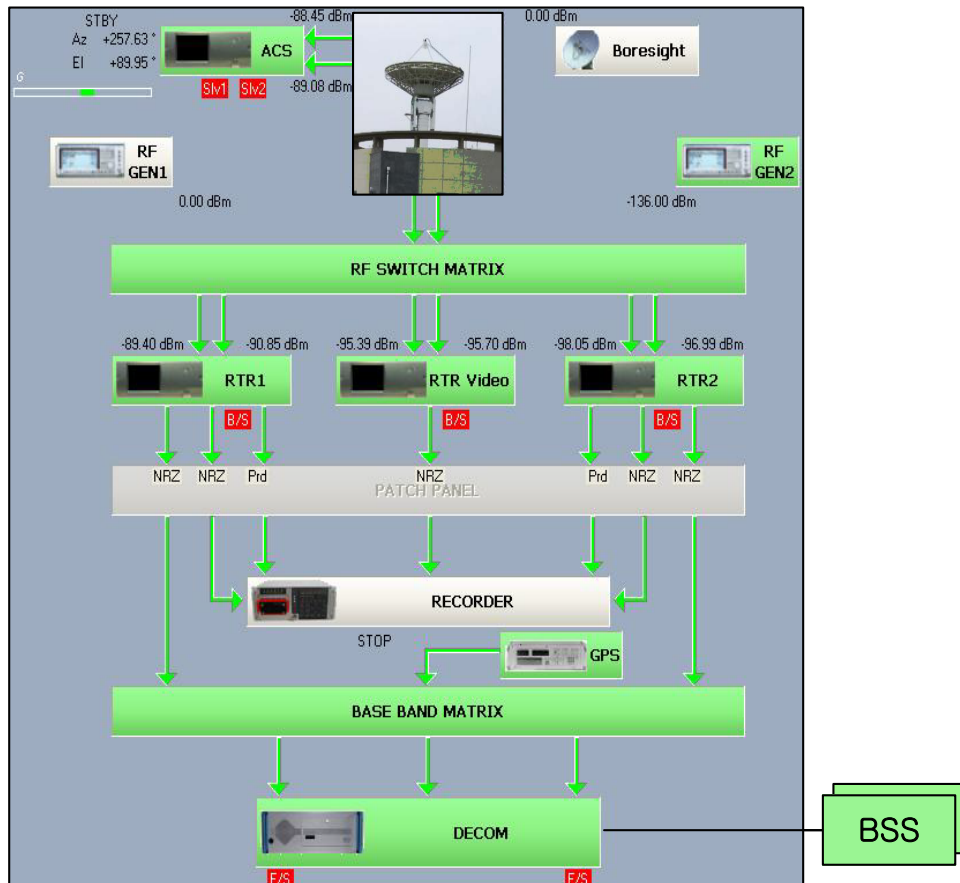 STBY
Az +257.63 °
El +89.95 °
G
ACS
Slv1 Slv2
-88.45 dBm
-89.08 dBm
0.00 dBm
Boresight
RF GEN1
0.00 dBm
RF GEN2
-136.00 dBm
RF SWITCH MATRIX
-89.40 dBm -90.85 dBm -95.39 dBm -95.70 dBm -98.05 dBm -96.99 dBm
RTR1 RTR Video RTR2
B/S B/S B/S
NRZ NRZ Prd NRZ Prd NRZ NRZ
PATCH PANEL
RECORDER
STOP
GPS
BASE BAND MATRIX
DECOM
BSS
F/S F/S